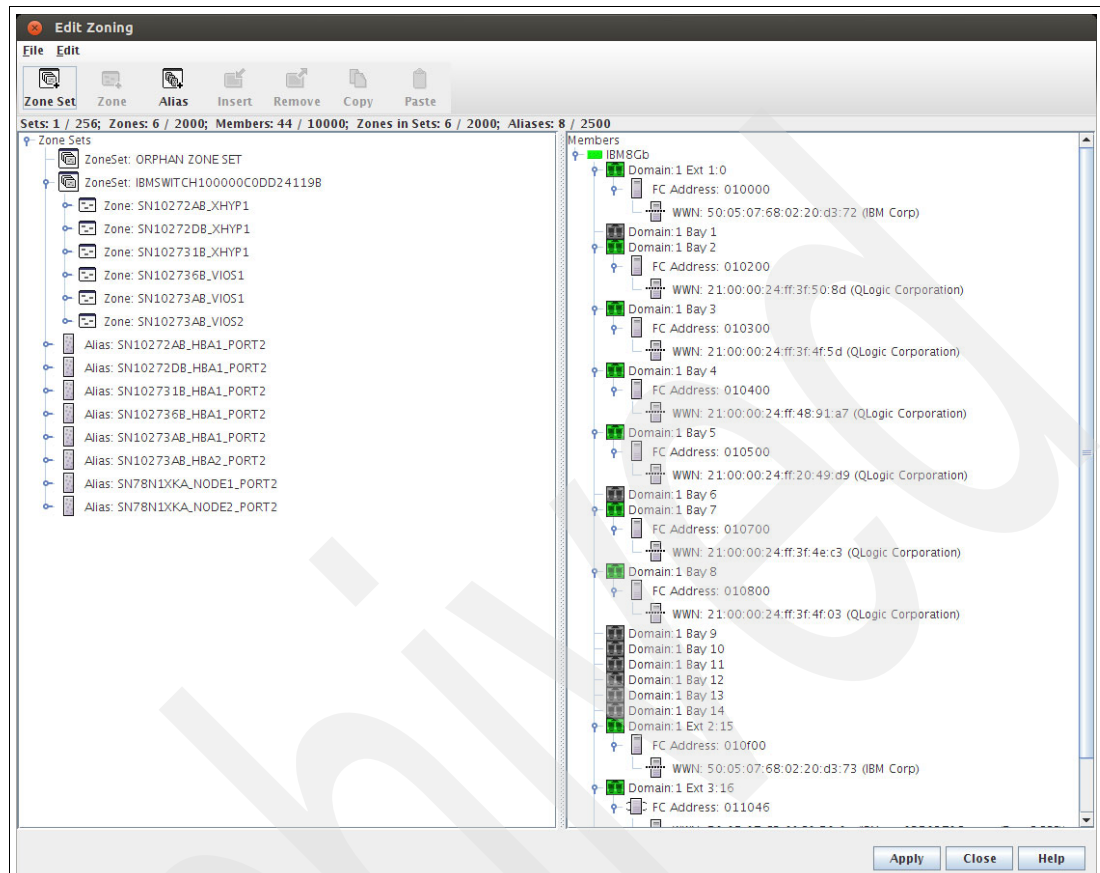 Edit Zoning
File Edit
Zone Set Zone Alias Insert Remove Copy Paste
Sets: 1 / 256; Zones: 6 / 2000; Members: 44 / 10000; Zones in Sets: 6 / 2000; Aliases: 8 / 2500
Zone Sets
ZoneSet: ORPHAN ZONE SET
ZoneSet: IBMSWITCH100000C0DD24119B
Zone: SN10272AB_XHYP1
Zone: SN10272DB_XHYP1
Zone: SN102731B_XHYP1
Zone: SN102736B_VIOS1
Zone: SN10273AB_VIOS1
Zone: SN10273AB_VIOS2
Alias: SN10272AB_HBA1_PORT2
Alias: SN10272DB_HBA1_PORT2
Alias: SN102731B_HBA1_PORT2
Alias: SN102736B_HBA1_PORT2
Alias: SN10273AB_HBA1_PORT2
Alias: SN10273AB_HBA2_PORT2
Alias: SN78N1XKA_NODE1_PORT2
Alias: SN78N1XKA_NODE2_PORT2
Members
IBM8Gb
Domain:1 Ext 1:0
FC Address: 010000
WWN: 50:05:07:68:02:20:d3:72 (IBM Corp)
Domain:1 Bay 1
Domain:1 Bay 2
FC Address: 010200
WWN: 21:00:00:24:ff:3f:50:8d (QLogic Corporation)
Domain:1 Bay 3
FC Address: 010300
WWN: 21:00:00:24:ff:3f:4f:5d (QLogic Corporation)
Domain:1 Bay 4
FC Address: 010400
WWN: 21:00:00:24:ff:48:91:a7 (QLogic Corporation)
Domain:1 Bay 5
FC Address: 010500
WWN: 21:00:00:24:ff:20:49:d9 (QLogic Corporation)
Domain:1 Bay 6
Domain:1 Bay 7
FC Address: 010700
WWN: 21:00:00:24:ff:3f:4e:c3 (QLogic Corporation)
Domain:1 Bay 8
FC Address: 010800
WWN: 21:00:00:24:ff:3f:4f:03 (QLogic Corporation)
Domain:1 Bay 9
Domain:1 Bay 10
Domain:1 Bay 11
Domain:1 Bay 12
Domain:1 Bay 13
Domain:1 Bay 14
Domain:1 Ext 2:15
FC Address: 010f00
WWN: 50:05:07:68:02:20:d3:73 (IBM Corp)
Domain:1 Ext 3:16
FC Address: 011046
Apply Close Help